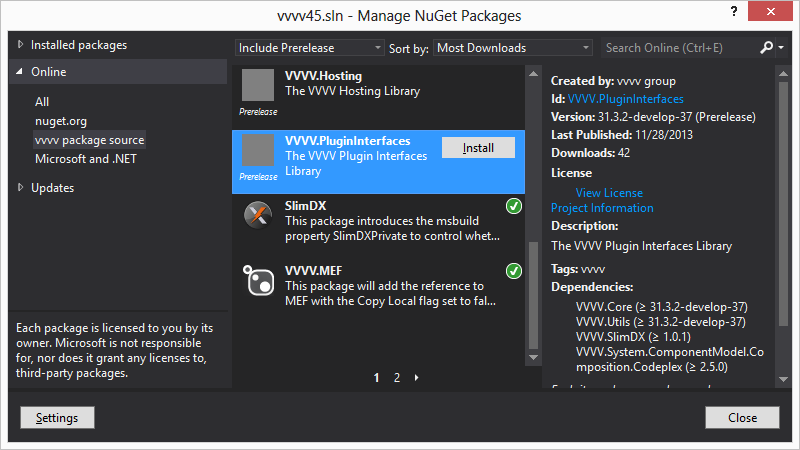 vvvv45.sln - Manage NuGet Packages
?
Installed packages
Online
All
nuget.org
vvvv package source
Microsoft and .NET
Updates
Each package is licensed to you by its
owner. Microsoft is not responsible
for, nor does it grant any licenses to,
third-party packages.
Include Prerelease
Sort by:
Most Downloads
Search Online (Ctrl+E)
VVVV.Hosting
The VVVV Hosting Library
Prerelease
VVVV.PluginInterfaces
The VVVV Plugin Interfaces
Library
Prerelease
Install
SlimDX
This package introduces the msbuild
property SlimDXPrivate to control whet...
VVVV.MEF
This package will add the reference to
MEF with the Copy Local flag set to fal...
1 2
Created by: vvvv group
Id: VVVV.PluginInterfaces
Version: 31.3.2-develop-37 (Prerelease)
Last Published: 11/28/2013
Downloads: 42
License
View License
Project Information
Description:
The VVVV Plugin Interfaces Library
Tags: vvvv
Dependencies:
VVVV.Core (≥ 31.3.2-develop-37)
VVVV.Utils (≥ 31.3.2-develop-37)
VVVV.SlimDX (≥ 1.0.1)
VVVV.System.ComponentModel.Co
mposition.Codeplex (≥ 2.5.0)
Settings
Close